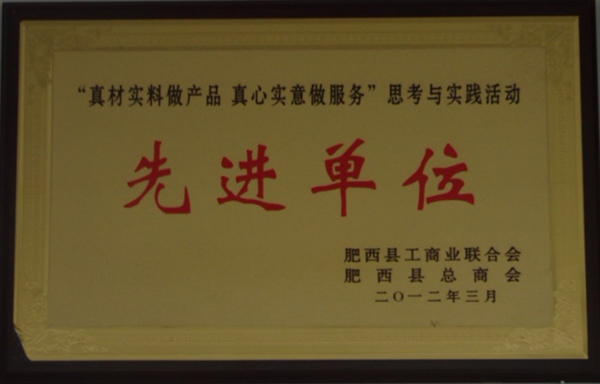 “真材实料做产品 真心实意做服务”思考与实践活动
先进单位
肥西县工商业联合会
肥西县总商会
二〇一二年三月